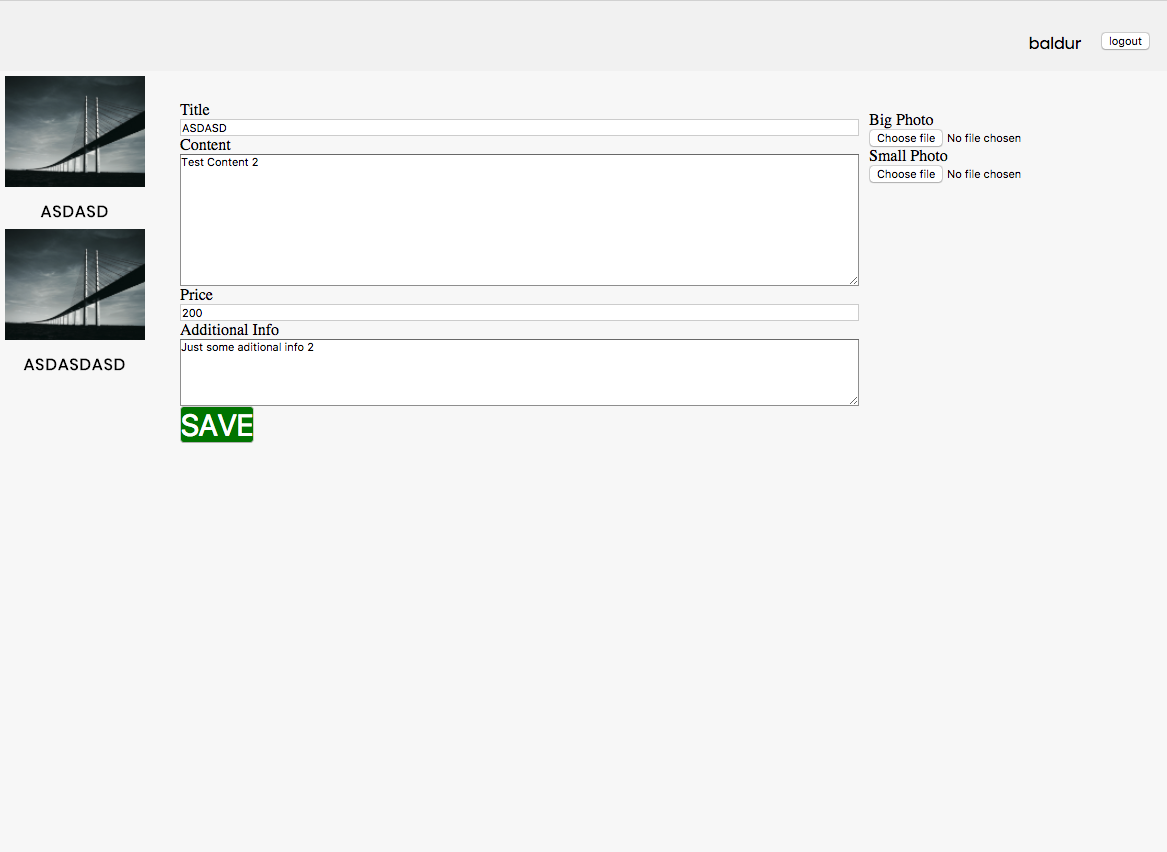 baldur
logout
ASDASD
ASDASDASD
Title
ASDASD
Content
Test Content 2
Price
200
Additional Info
Just some aditional info 2
SAVE
Big Photo
Choose file No file chosen
Small Photo
Choose file No file chosen